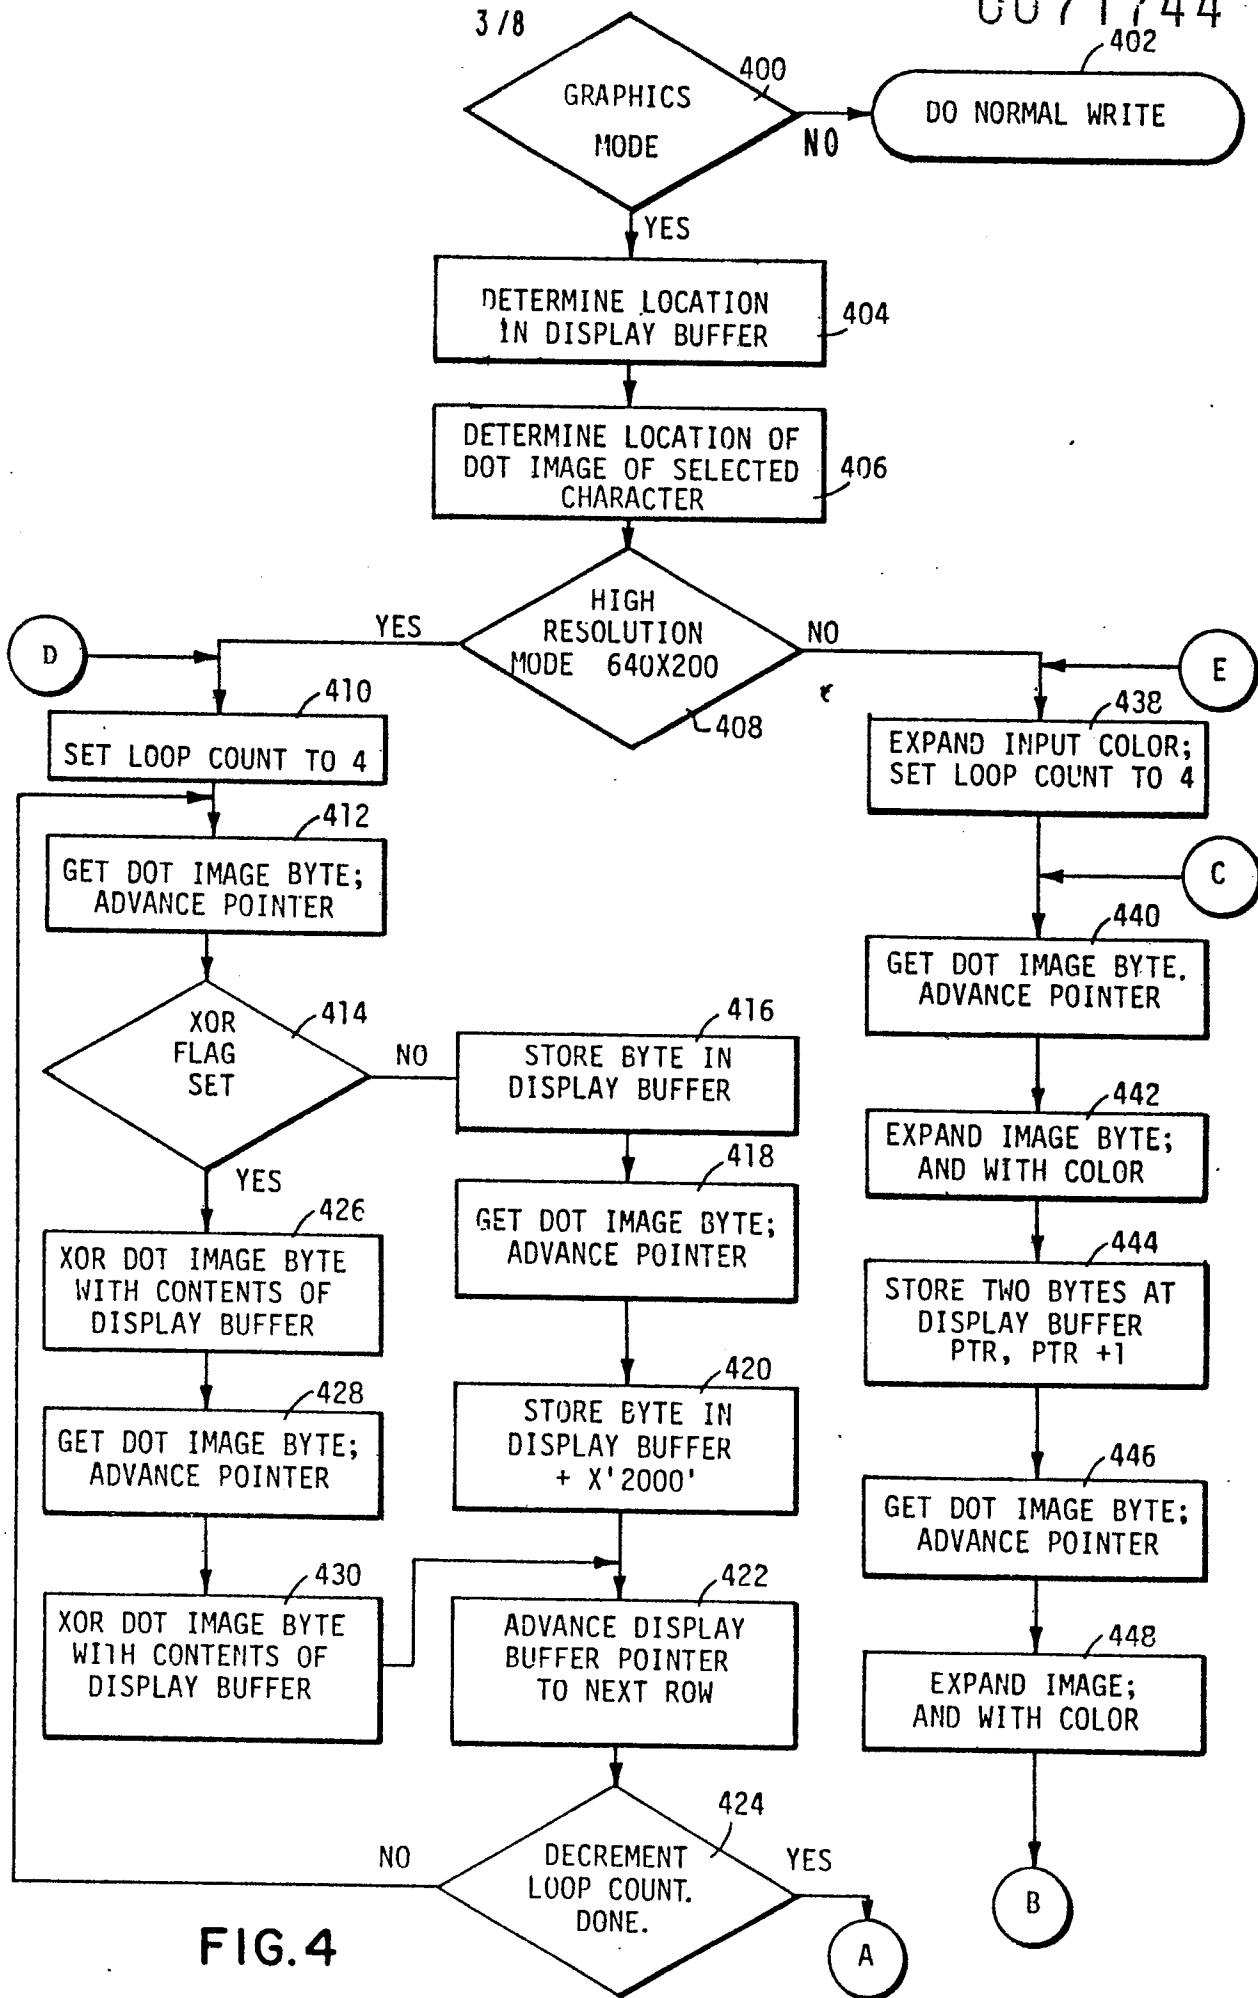 3/8
0071744
GRAPHICS
MODE
400
NO
402
DO NORMAL WRITE
YES
DETERMINE LOCATION
IN DISPLAY BUFFER
404
DETERMINE LOCATION OF
DOT IMAGE OF SELECTED
CHARACTER
406
HIGH
RESOLUTION
MODE 640X200
408
YES
NO
D
E
410
SET LOOP COUNT TO 4
412
GET DOT IMAGE BYTE;
ADVANCE POINTER
XOR
FLAG
SET
414
NO
YES
416
STORE BYTE IN
DISPLAY BUFFER
418
GET DOT IMAGE BYTE;
ADVANCE POINTER
420
STORE BYTE IN
DISPLAY BUFFER
+ X'2000'
422
ADVANCE DISPLAY
BUFFER POINTER
TO NEXT ROW
426
XOR DOT IMAGE BYTE
WITH CONTENTS OF
DISPLAY BUFFER
428
GET DOT IMAGE BYTE;
ADVANCE POINTER
430
XOR DOT IMAGE BYTE
WITH CONTENTS OF
DISPLAY BUFFER
424
DECREMENT
LOOP COUNT.
DONE.
NO
YES
A
438
EXPAND INPUT COLOR;
SET LOOP COUNT TO 4
C
440
GET DOT IMAGE BYTE.
ADVANCE POINTER
442
EXPAND IMAGE BYTE;
AND WITH COLOR
444
STORE TWO BYTES AT
DISPLAY BUFFER
PTR, PTR +1
446
GET DOT IMAGE BYTE;
ADVANCE POINTER
448
EXPAND IMAGE;
AND WITH COLOR
B
FIG.4